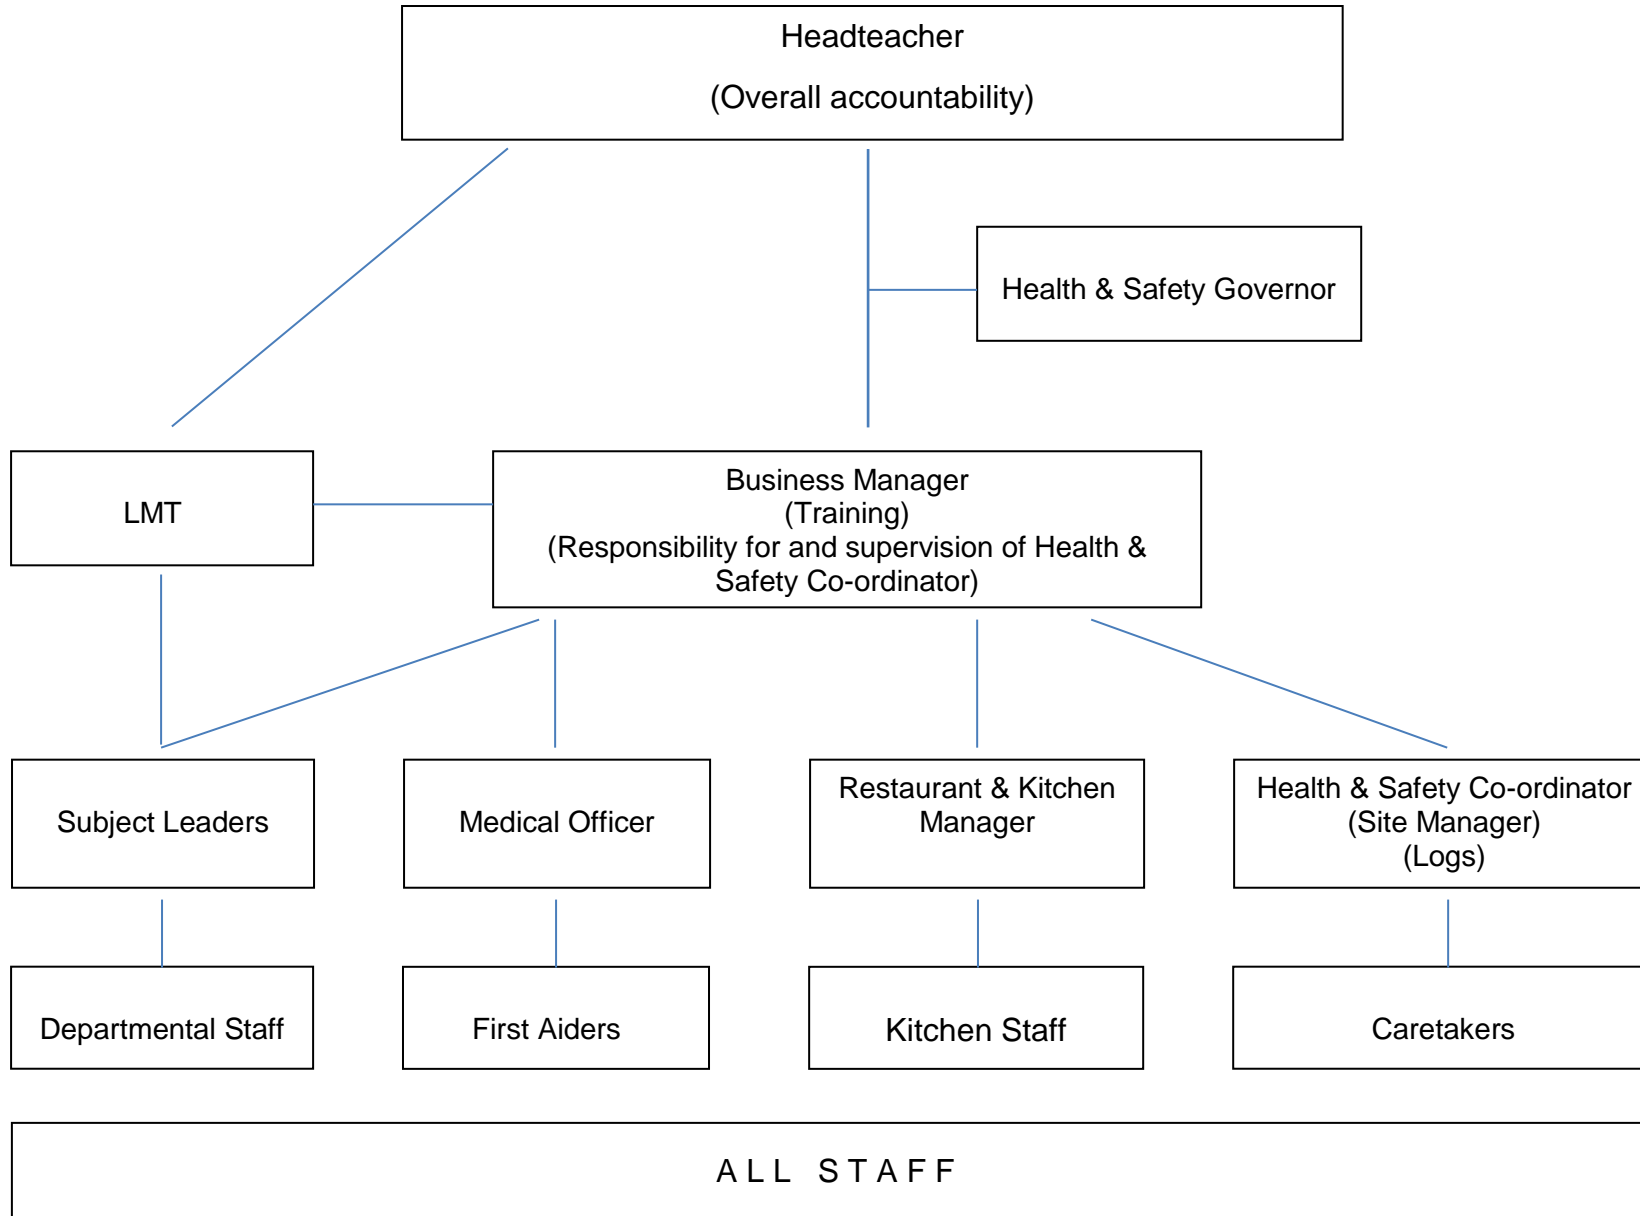 Headteacher
(Overall accountability)
Health & Safety Governor
LMT
Business Manager
(Training)
(Responsibility for and supervision of Health &
Safety Co-ordinator)
Subject Leaders
Medical Officer
Restaurant & Kitchen
Manager
Health & Safety Co-ordinator
(Site Manager)
(Logs)
Departmental Staff
First Aiders
Kitchen Staff
Caretakers
ALL STAFF